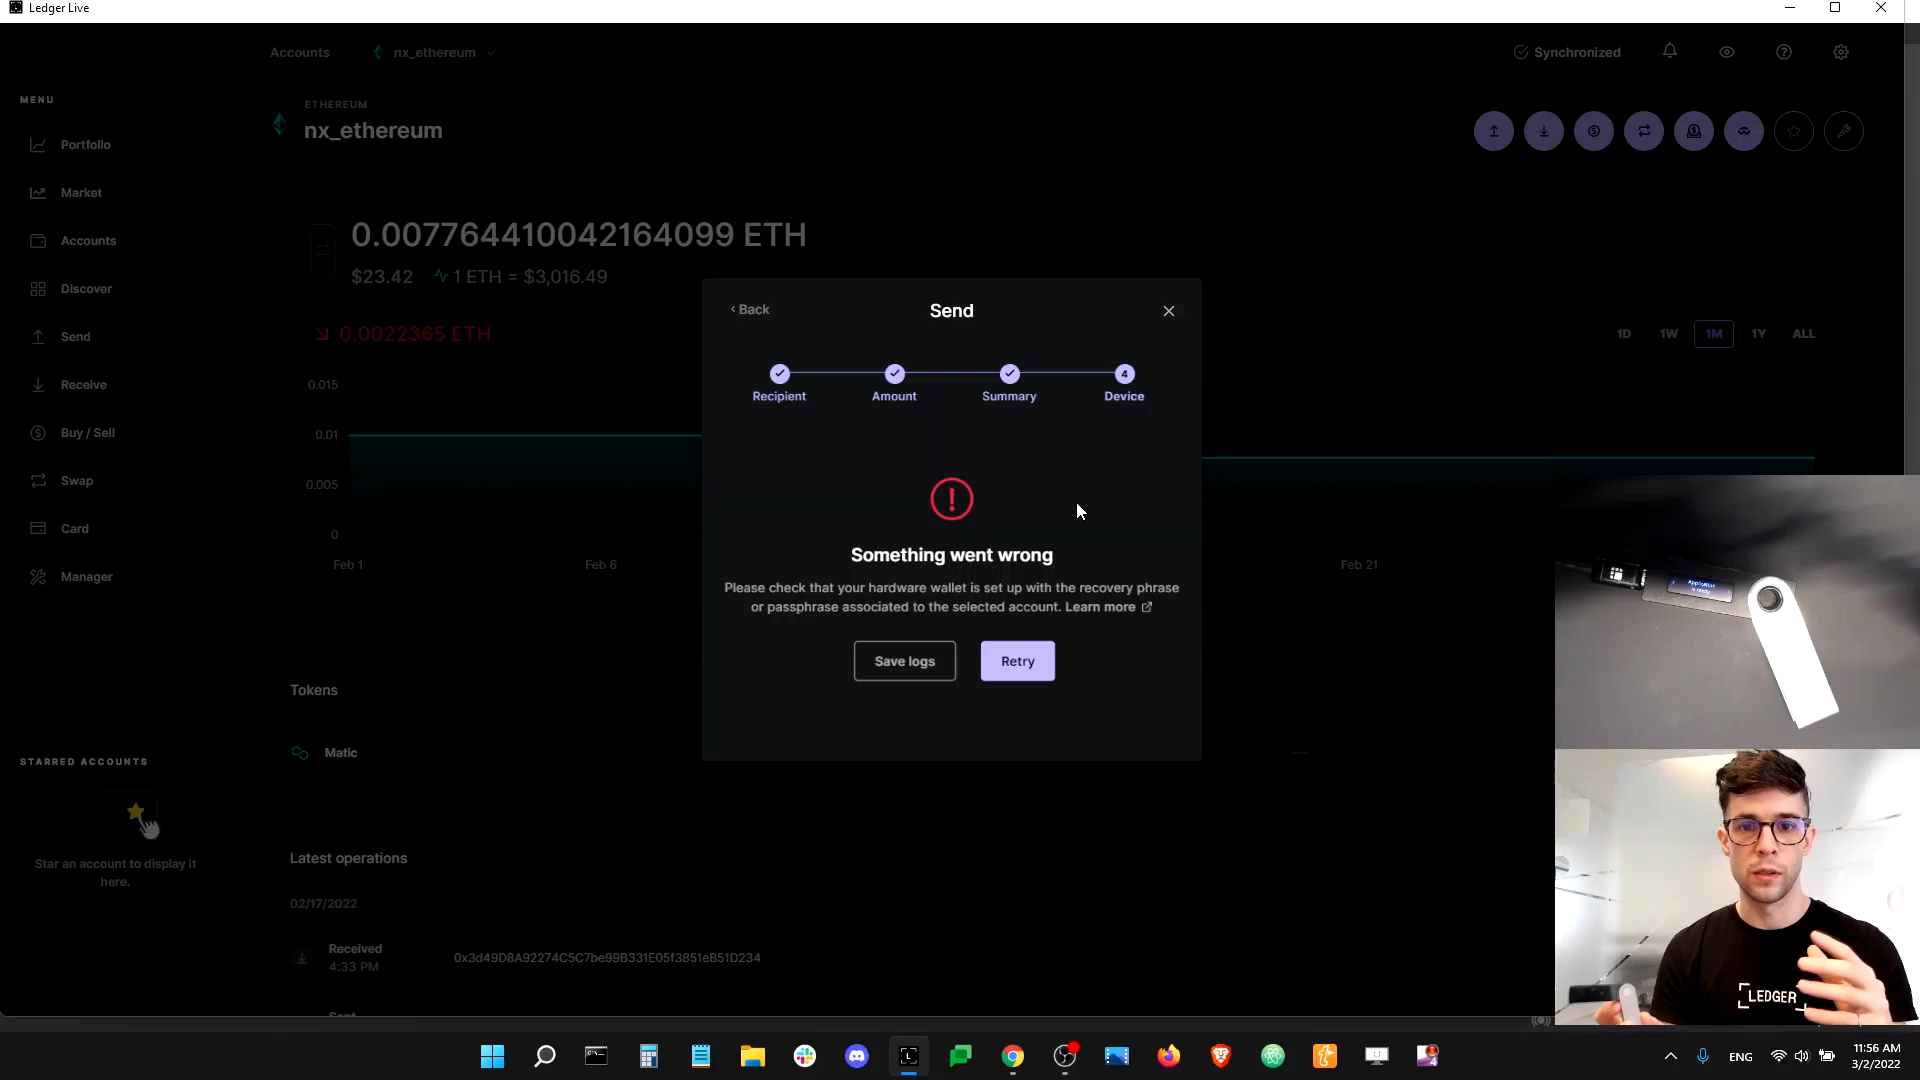 Ledger Live
Accounts
nx_ethereum
Synchronized
MENU
ETHEREUM
nx_ethereum
Portfolio
Market
Accounts
Discover
Send
Receive
Buy / Sell
Swap
Card
Manager
0.007764410042164099 ETH
$23.42
1 ETH = $3,016.49
0.0022365 ETH
1D
1W
1M
1Y
ALL
0.015
0.01
0.005
0
Feb 1
Feb 6
Feb 21
‹ Back
Send
4
Recipient
Amount
Summary
Device
!
Something went wrong
Please check that your hardware wallet is set up with the recovery phrase
or passphrase associated to the selected account. Learn more
Save logs
Retry
Application
is ready
Tokens
Matic
STARRED ACCOUNTS
Star an account to display it
here.
Latest operations
02/17/2022
Received
4:33 PM
0x3d49D8A92274C5C7be99B331E05f3851eB51D234
Sent
LEDGER
ENG
11:56 AM
3/2/2022